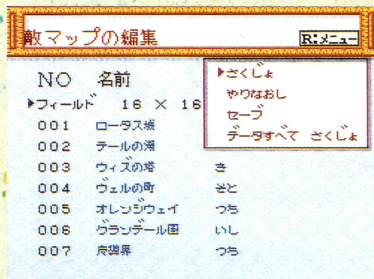 敵マップの編集
R:メニュー
NO 名前
▶フィールド 16 × 16
001 ロータス城
002 テールの湖
003 ウィズの塔 き
004 ヴェルの町 そと
005 オレンジウェイ つち
006 グランデール国 いし
007 魔導界 つち
▶さくじょ
やりなおし
セーブ
データすべて さくじょ